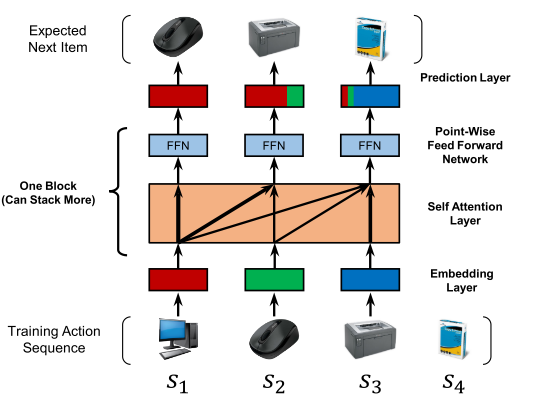 Expected
Next Item
Prediction Layer
FFN FFN FFN
Point-Wise
Feed Forward
Network
One Block
(Can Stack More)
Self Attention
Layer
Embedding
Layer
Training Action
Sequence
S1 S2 S3 S4